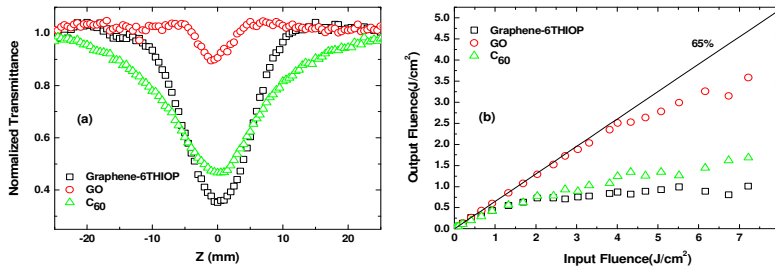 1.0
0.8
0.6
0.4
Normalized Transmittance
(a)
Graphene-6THIOP
GO
C60
-20
-10
0
10
20
Z (mm)
5.0
4.5
4.0
3.5
3.0
2.5
2.0
1.5
1.0
0.5
0.0
Output Fluence(J/cm²)
Graphene-6THIOP
GO
C60
65%
(b)
0
1
2
3
4
5
6
7
8
Input Fluence(J/cm²)